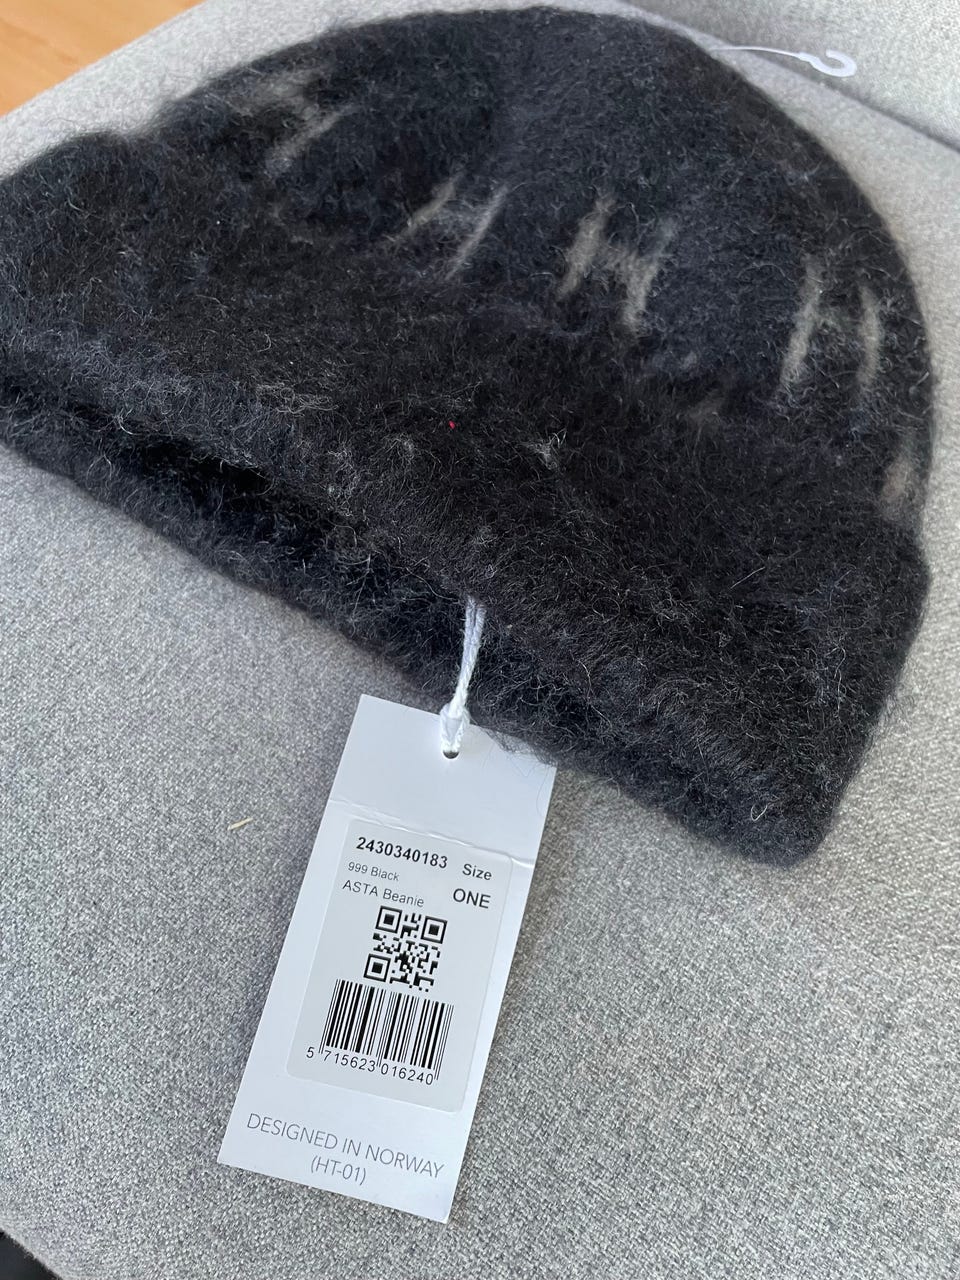 2430340183 Size
999 Black
ASTA Beanie ONE
5 715623 016240
DESIGNED IN NORWAY
(HT-01)